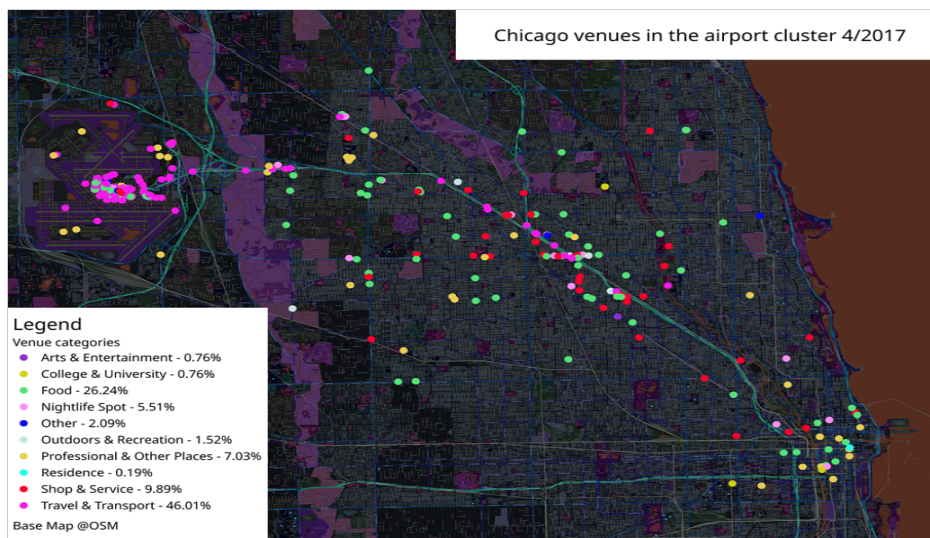 Chicago venues in the airport cluster 4/2017
Legend
Venue categories
Arts & Entertainment - 0.76%
College & University - 0.76%
Food - 26.24%
Nightlife Spot - 5.51%
Other - 2.09%
Outdoors & Recreation - 1.52%
Professional & Other Places - 7.03%
Residence - 0.19%
Shop & Service - 9.89%
Travel & Transport - 46.01%
Base Map @OSM